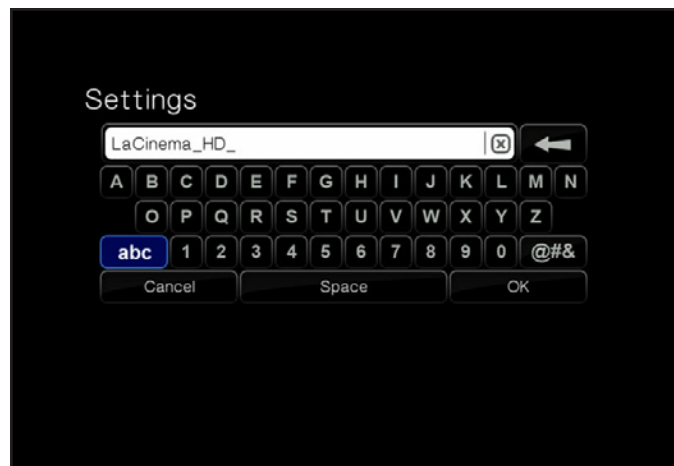 Settings
LaCinema_HD_
A B C D E F G H I J K L M N
O P Q R S T U V W X Y Z
abc 1 2 3 4 5 6 7 8 9 0 @#&
Cancel Space OK